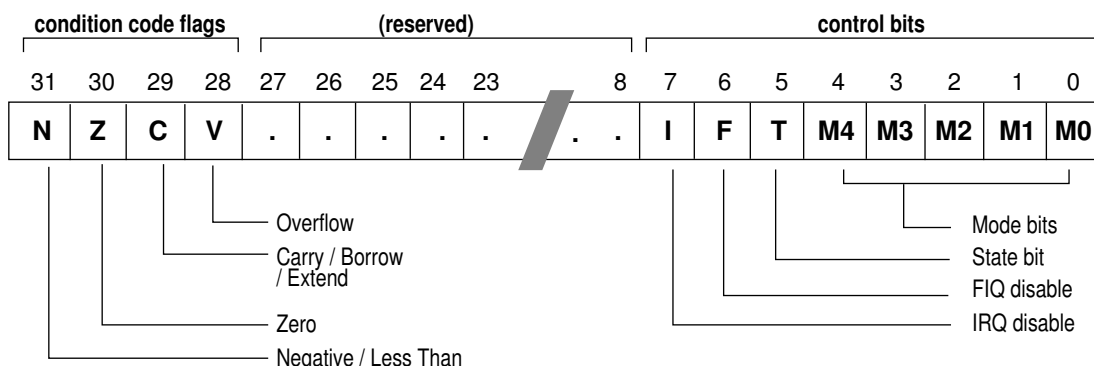 condition code flags (reserved) control bits
31 30 29 28 27 26 25 24 23 8 7 6 5 4 3 2 1 0
N Z C V . . . . . . . I F T M4 M3 M2 M1 M0
Overflow
Carry / Borrow
/ Extend
Zero
Negative / Less Than
Mode bits
State bit
FIQ disable
IRQ disable